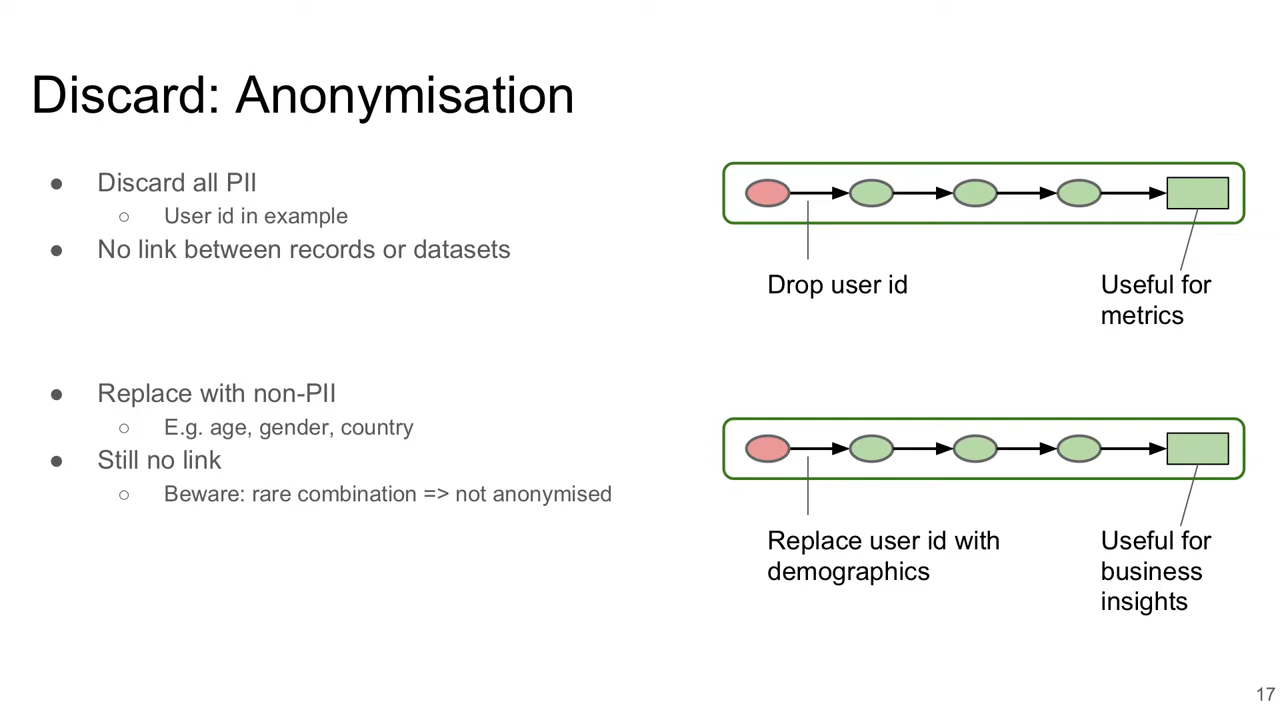 Discard: Anonymisation
● Discard all PII
○ User id in example
● No link between records or datasets
Drop user id
Useful for
metrics
● Replace with non-PII
○ E.g. age, gender, country
● Still no link
○ Beware: rare combination => not anonymised
Replace user id with
demographics
Useful for
business
insights
17